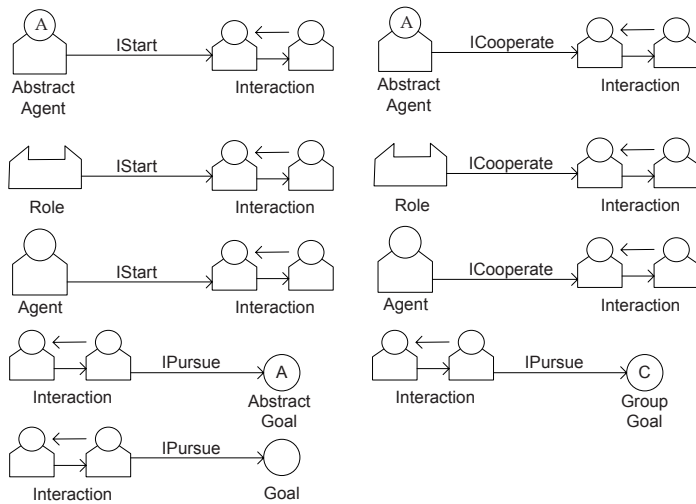 A
IStart
Abstract
Agent
Interaction
A
ICooperate
Abstract
Agent
Interaction
IStart
Role
Interaction
ICooperate
Role
Interaction
IStart
Agent
Interaction
ICooperate
Agent
Interaction
IPursue
A
Interaction
Abstract
Goal
IPursue
C
Interaction
Group
Goal
IPursue
Interaction
Goal